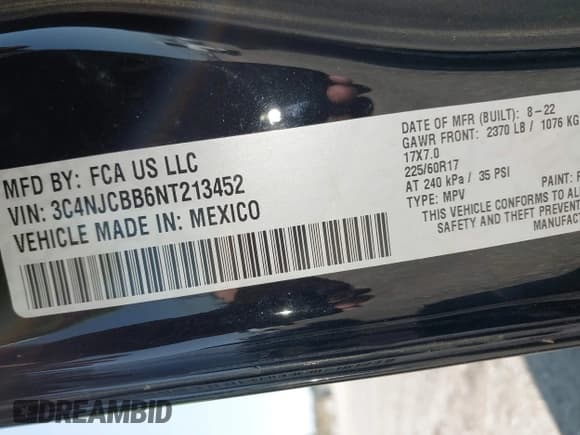 MFD BY: FCA US LLC
VIN: 3C4NJCBB6NT213452
VEHICLE MADE IN: MEXICO
DATE OF MFR (BUILT): 8-22
GAWR FRONT: 2370 LB / 1076 KG
17X7.0
225/60R17
AT 240 kPa / 35 PSI
TYPE: MPV
PAINT:
THIS VEHICLE CONFORMS TO
SAFETY AND THEFT
MANUFAC
DREAMBID